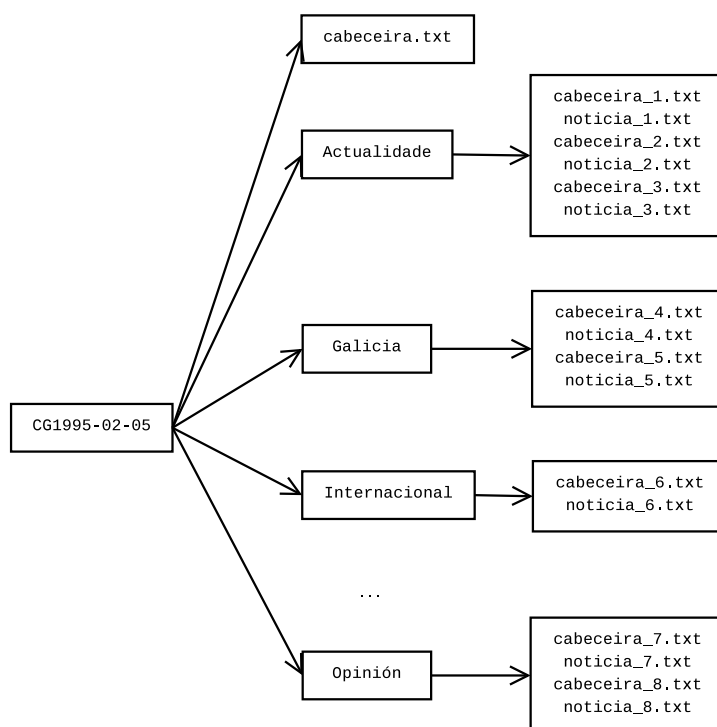 cabeceira.txt
Actualidade
cabeceira_1.txt
noticia_1.txt
cabeceira_2.txt
noticia_2.txt
cabeceira_3.txt
noticia_3.txt
Galicia
cabeceira_4.txt
noticia_4.txt
cabeceira_5.txt
noticia_5.txt
CG1995-02-05
Internacional
cabeceira_6.txt
noticia_6.txt
...
Opinión
cabeceira_7.txt
noticia_7.txt
cabeceira_8.txt
noticia_8.txt